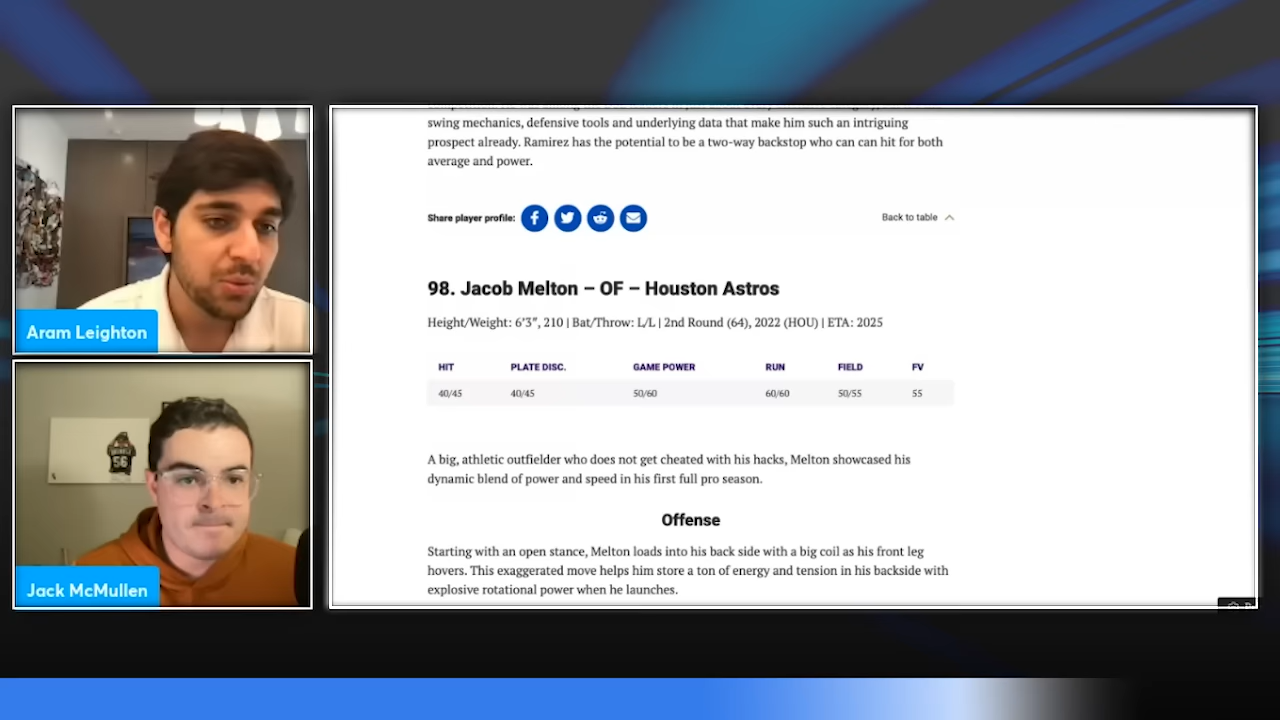 swing mechanics, defensive tools and underlying data that make him such an intriguing
prospect already. Ramirez has the potential to be a two-way backstop who can can hit for both
average and power.
Share player profile:
Back to table
98. Jacob Melton – OF – Houston Astros
Height/Weight: 6'3", 210 | Bat/Throw: L/L | 2nd Round (64), 2022 (HOU) | ETA: 2025
HIT PLATE DISC. GAME POWER RUN FIELD FV
40/45 40/45 50/60 60/60 50/55 55
A big, athletic outfielder who does not get cheated with his hacks, Melton showcased his
dynamic blend of power and speed in his first full pro season.
Offense
Starting with an open stance, Melton loads into his back side with a big coil as his front leg
hovers. This exaggerated move helps him store a ton of energy and tension in his backside with
explosive rotational power when he launches.
Aram Leighton
56
Jack McMullen